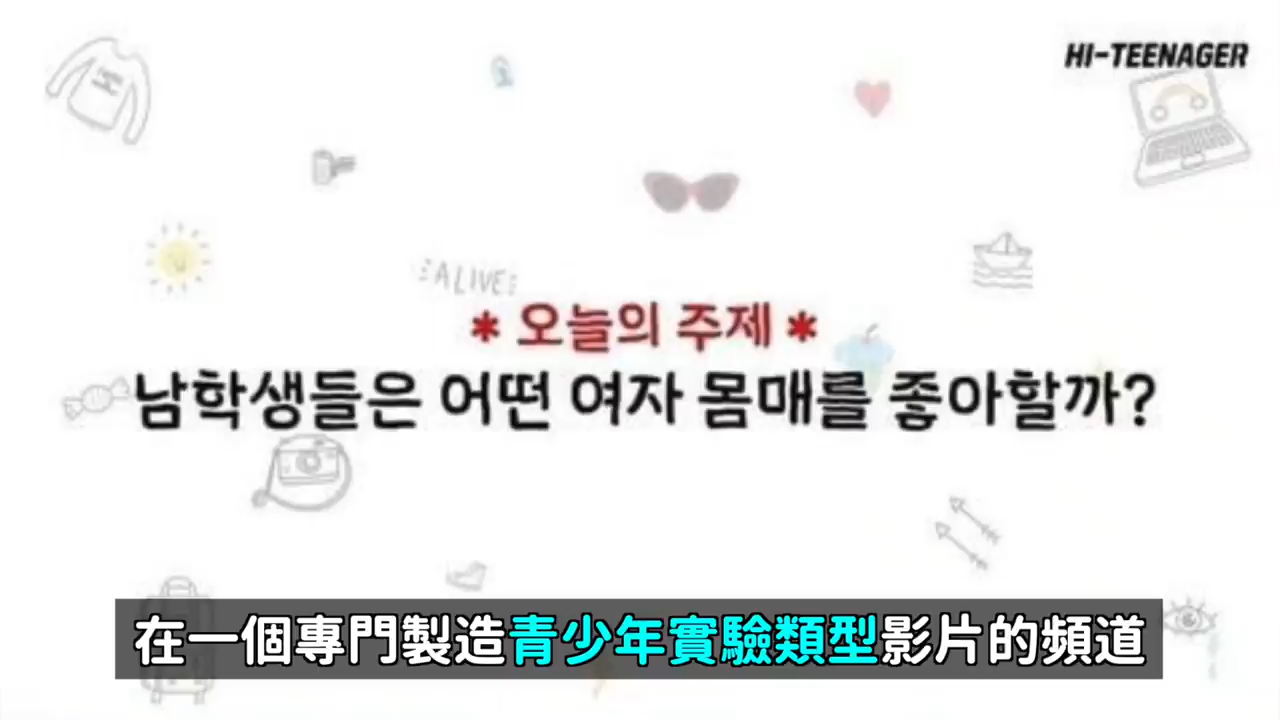 HI-TEENAGER
ALIVE
* 오늘의 주제 *
남학생들은 어떤 여자 몸매를 좋아할까?
在一個專門製造青少年實驗類型影片的頻道